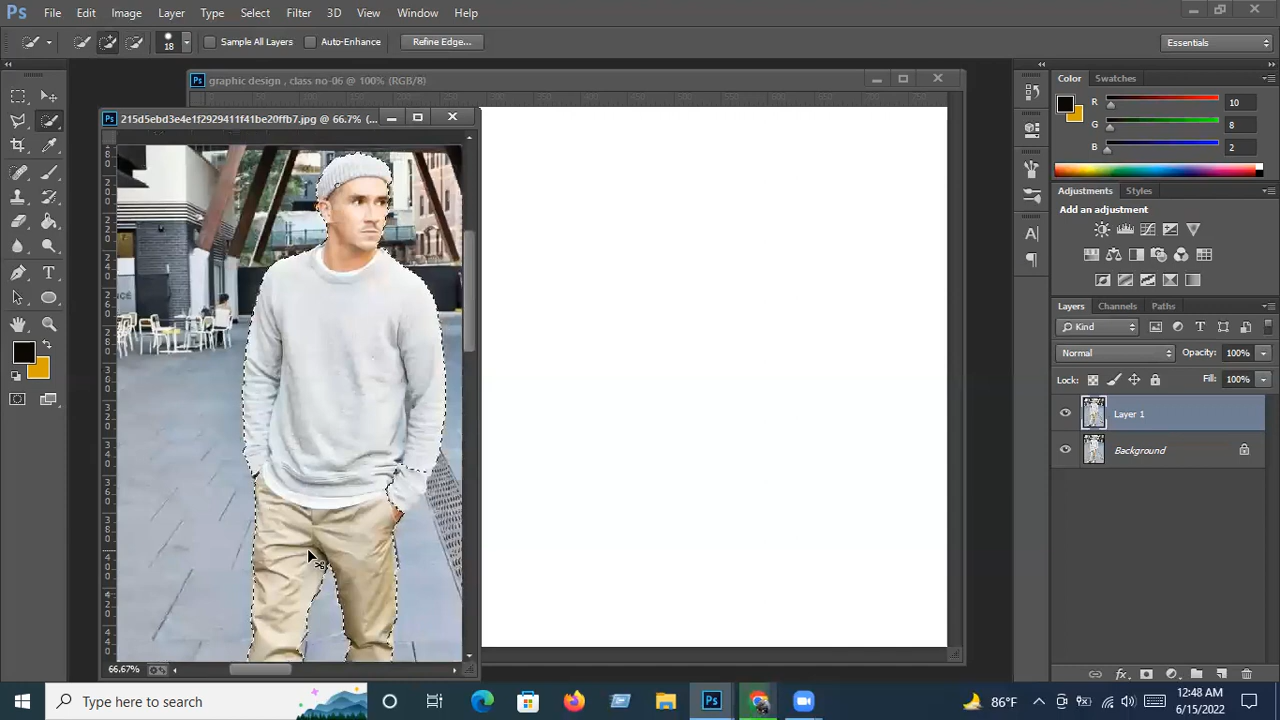 Ps File Edit Image Layer Type Select Filter 3D View Window Help
18 Sample All Layers Auto-Enhance Refine Edge... Essentials
Ps graphic design , class no-06 @ 100% (RGB/8)
Ps 215d5ebd3e4e1f2929411f41be20ffb7.jpg @ 66.7% (...
Color Swatches
R 10
G 8
B 2
Adjustments Styles
Add an adjustment
Layers Channels Paths
Kind
Normal Opacity: 100%
Lock: Fill: 100%
Layer 1
Background
66.67%
Type here to search
86°F
12:48 AM
6/15/2022